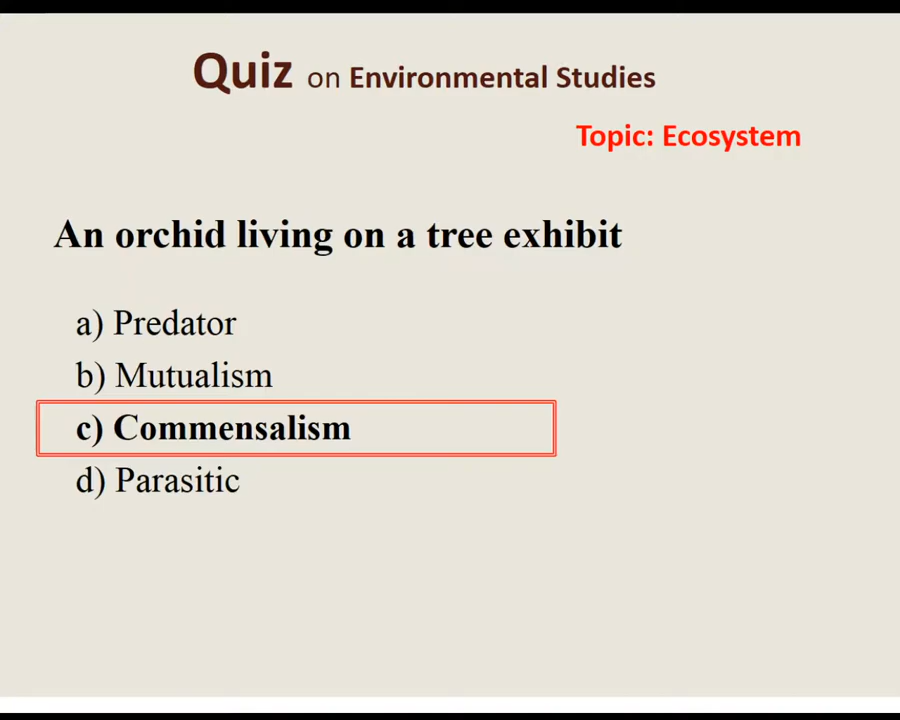 Quiz on Environmental Studies
Topic: Ecosystem
An orchid living on a tree exhibit
a) Predator
b) Mutualism
c) Commensalism
d) Parasitic